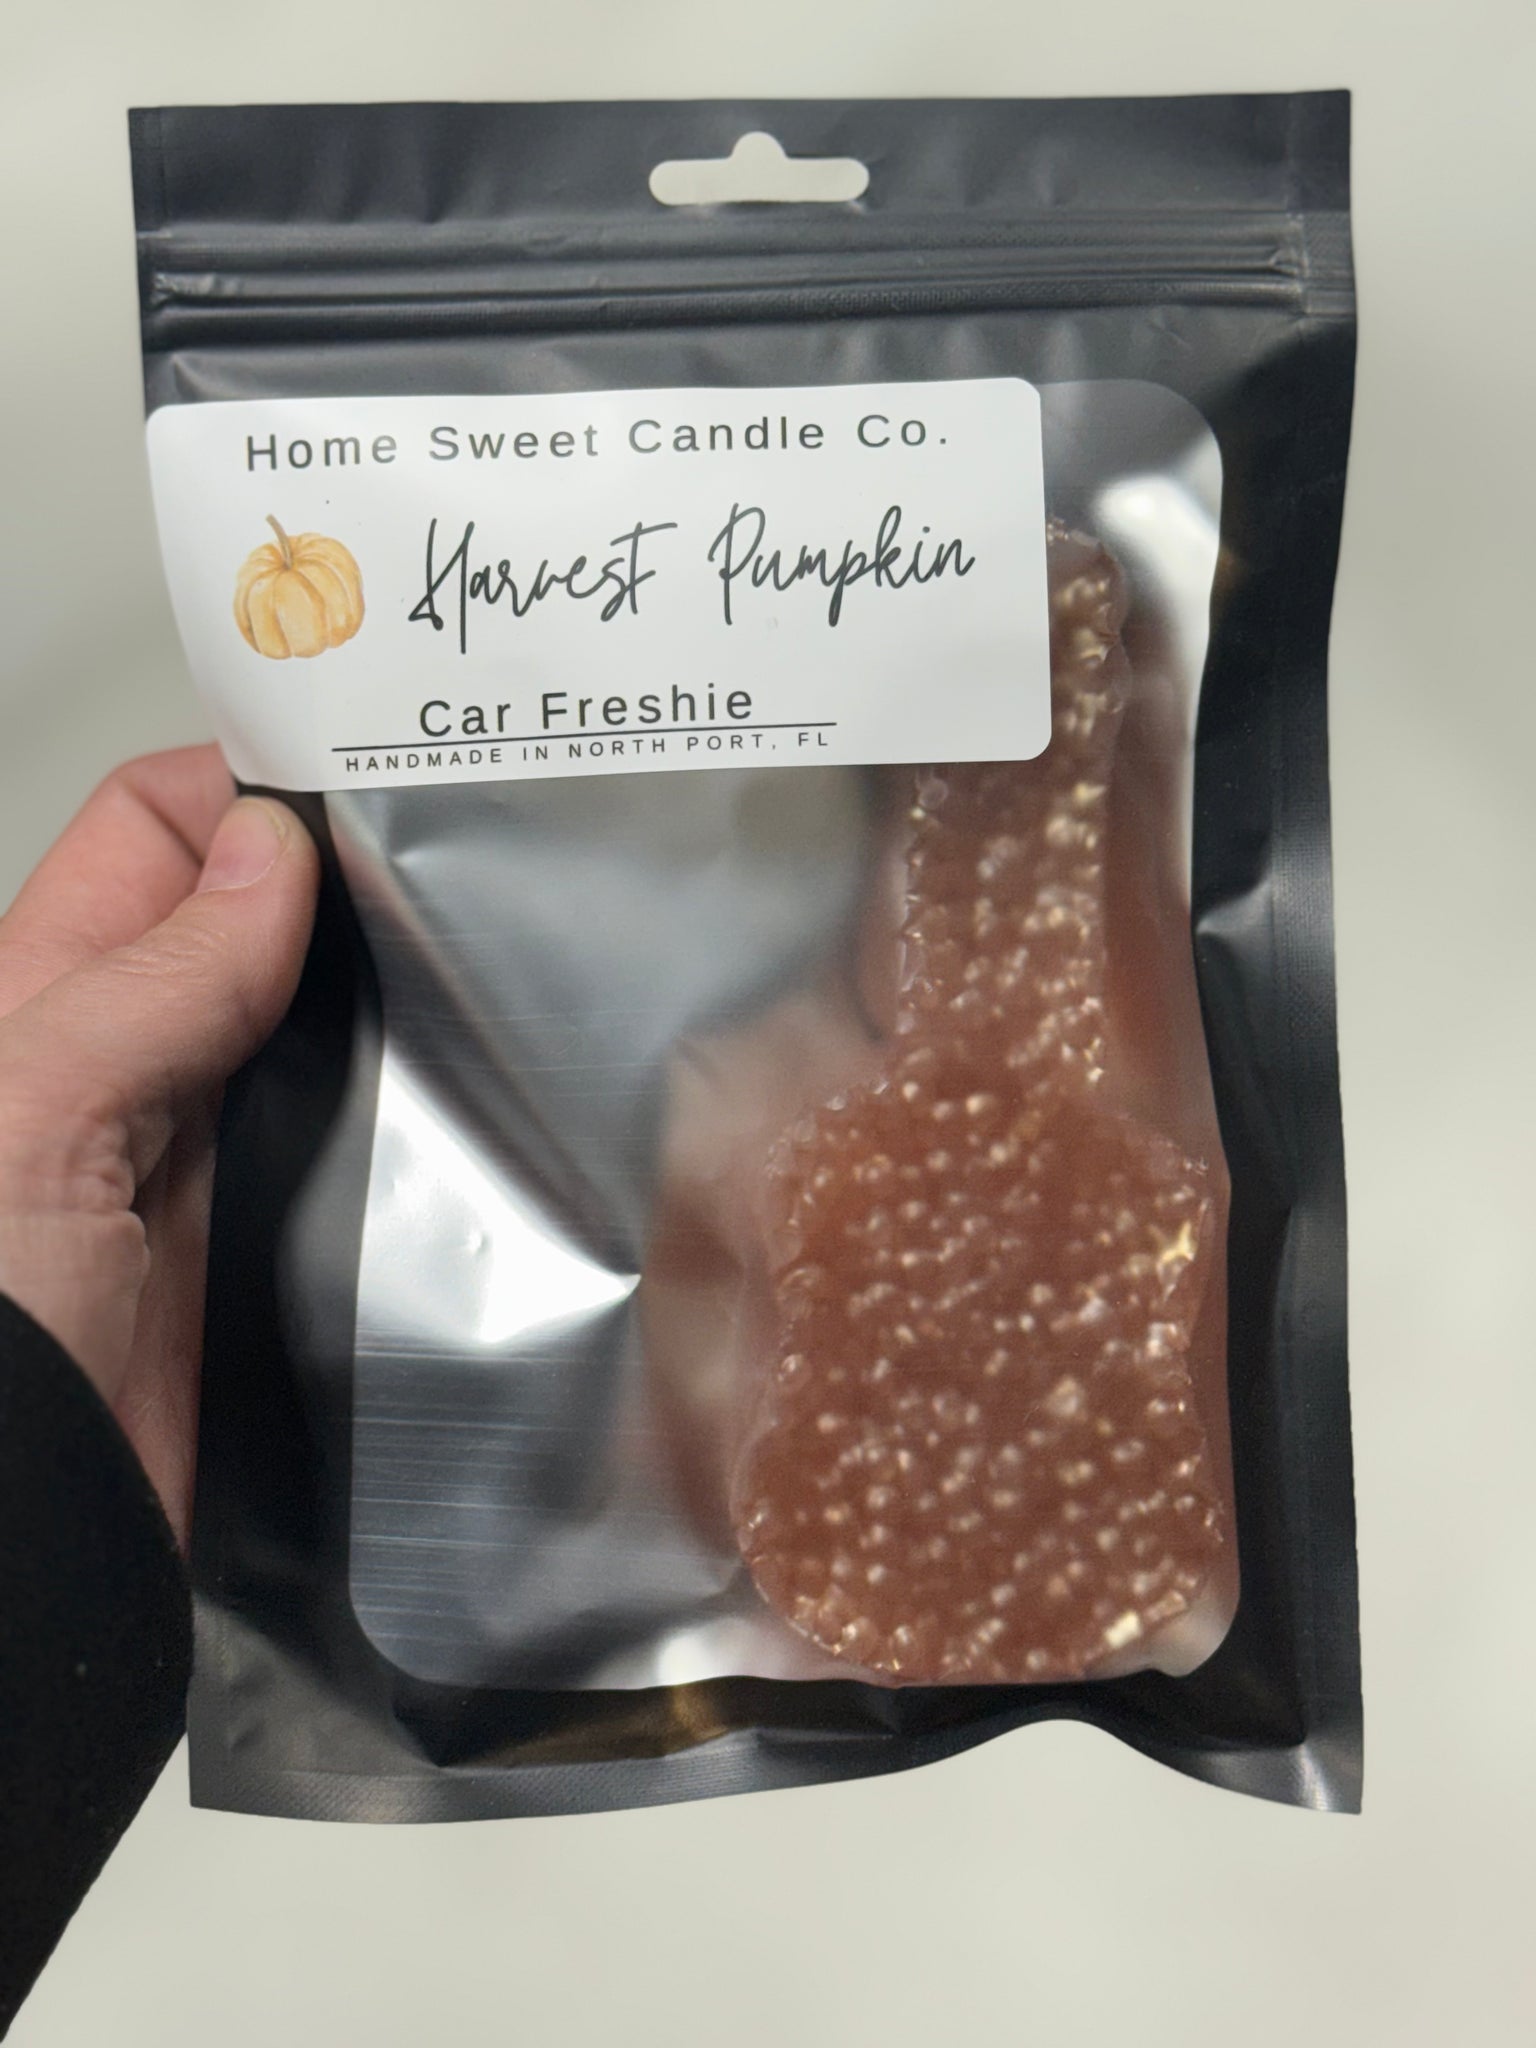 Home Sweet Candle Co.
Harvest Pumpkin
Car Freshie
HANDMADE IN NORTH PORT, FL